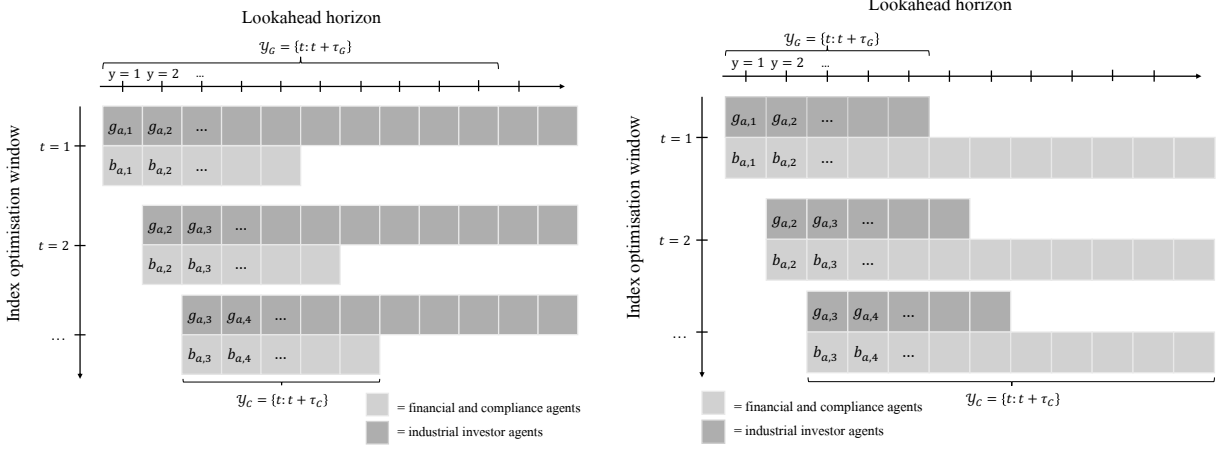 Lookahead horizon
𝒴_G = {t: t + τ_G}
y = 1 y = 2 ...
Index optimisation window
t = 1
g_{a,1} g_{a,2} ...
b_{a,1} b_{a,2} ...
t = 2
g_{a,2} g_{a,3} ...
b_{a,2} b_{a,3} ...
...
g_{a,3} g_{a,4} ...
b_{a,3} b_{a,4} ...
𝒴_C = {t: t + τ_C}
= financial and compliance agents
= industrial investor agents
Lookahead horizon
𝒴_G = {t: t + τ_G}
y = 1 y = 2 ...
Index optimisation window
t = 1
g_{a,1} g_{a,2} ...
b_{a,1} b_{a,2} ...
t = 2
g_{a,2} g_{a,3} ...
b_{a,2} b_{a,3} ...
...
g_{a,3} g_{a,4} ...
b_{a,3} b_{a,4} ...
𝒴_C = {t: t + τ_C}
= financial and compliance agents
= industrial investor agents